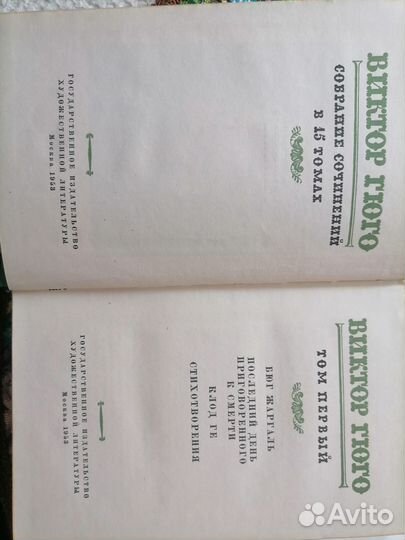 ВИКТОР ГЮГО
СОБРАНИЕ СОЧИНЕНИЙ
В 15 ТОМАХ
ГОСУДАРСТВЕННОЕ ИЗДАТЕЛЬСТВО
ХУДОЖЕСТВЕННОЙ ЛИТЕРАТУРЫ
Москва 1953
ВИКТОР ГЮГО
ТОМ ПЕРВЫЙ
БЮГ ЖАРГАЛЬ
ПОСЛЕДНИЙ ДЕНЬ
ПРИГОВОРЕННОГО
К СМЕРТИ
КЛОД ГЕ
СТИХОТВОРЕНИЯ
ГОСУДАРСТВЕННОЕ ИЗДАТЕЛЬСТВО
ХУДОЖЕСТВЕННОЙ ЛИТЕРАТУРЫ
Москва 1953
Avito